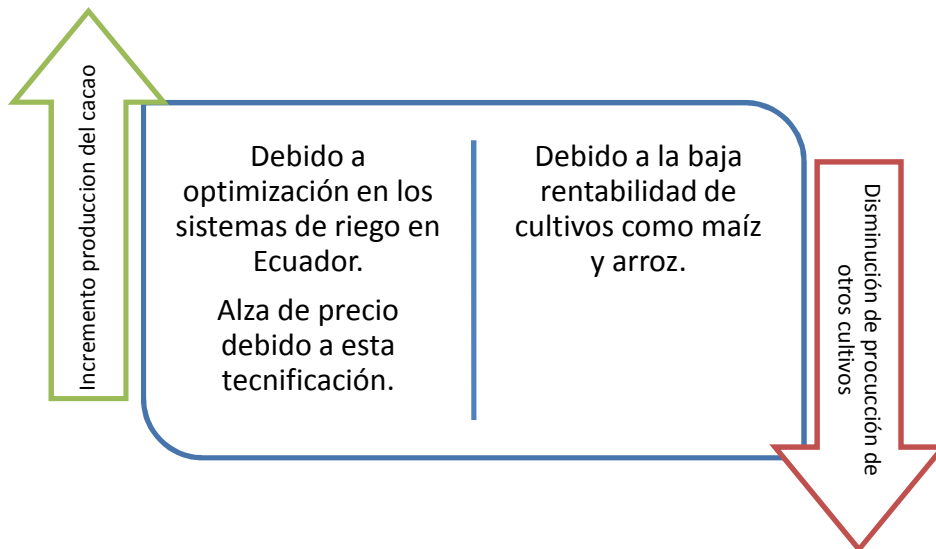 Incremento produccion del cacao
Debido a
optimización en los
sistemas de riego en
Ecuador.
Alza de precio
debido a esta
tecnificación.
Debido a la baja
rentabilidad de
cultivos como maíz
y arroz.
Disminución de procucción de
otros cultivos